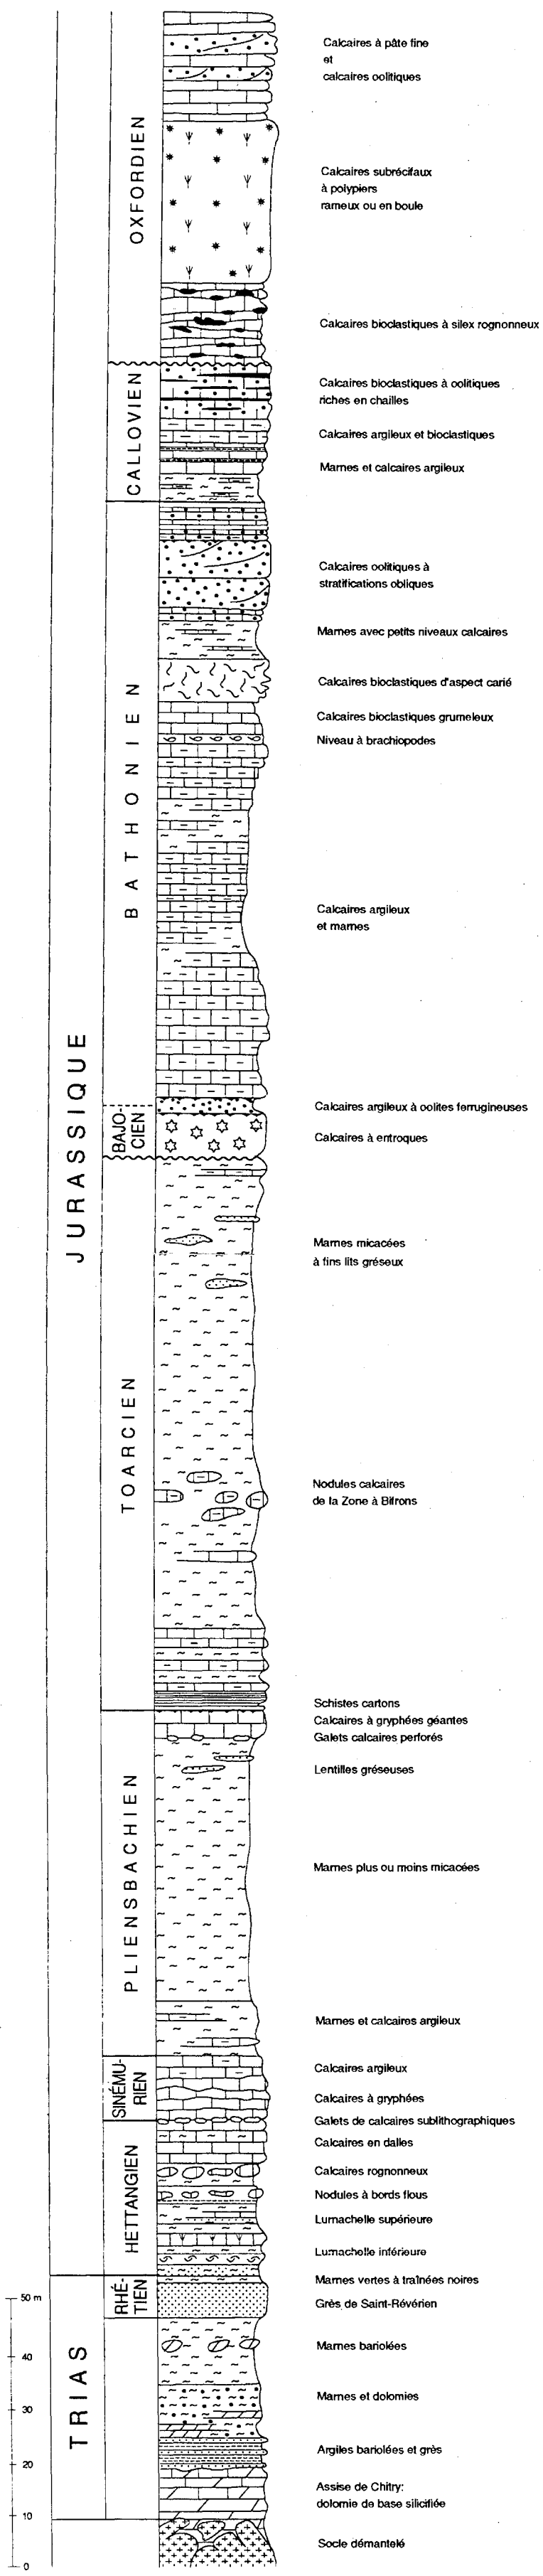 Calcaires à pâte fine
et
calcaires oolitiques
OXFORDIEN
Calcaires subrécifaux
à polypiers
rameux ou en boule
Calcaires bioclastiques à silex rognonneux
CALLOVIEN
Calcaires bioclastiques à oolitiques
riches en chailles
Calcaires argileux et bioclastiques
Marnes et calcaires argileux
Calcaires oolitiques à
stratifications obliques
Marnes avec petits niveaux calcaires
Calcaires bioclastiques d'aspect carié
BATHONIEN
Calcaires bioclastiques grumeleux
Niveau à brachiopodes
Calcaires argileux
et marnes
JURASSIQUE
Calcaires argileux à oolites ferrugineuses
BAJO-
CIEN
Calcaires à entroques
Marnes micacées
à fins lits gréseux
TOARCIEN
Nodules calcaires
de la Zone à Bifrons
Schistes cartons
Calcaires à gryphées géantes
Galets calcaires perforés
Lentilles gréseuses
PLIENSBACHIEN
Marnes plus ou moins micacées
Marnes et calcaires argileux
SINÉMU-
RIEN
Calcaires argileux
Calcaires à gryphées
Galets de calcaires sublithographiques
HETTANGIEN
Calcaires en dalles
Calcaires rognonneux
Nodules à bords flous
Lumachelle supérieure
Lumachelle inférieure
Marnes vertes à traînées noires
50 m
RHÉ-
TIEN
Grès de Saint-Révérien
TRIAS
Marnes bariolées
40
Marnes et dolomies
30
Argiles bariolées et grès
20
Assise de Chitry:
dolomie de base silicifiée
10
Socle démantelé
0